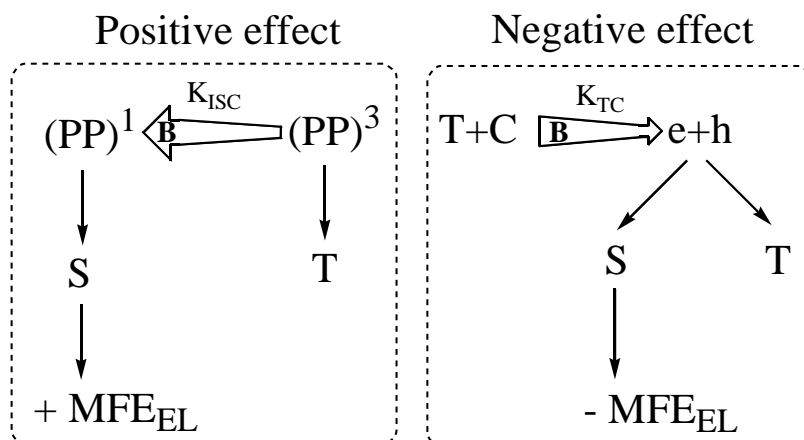 Positive effect
Negative effect
K_ISC
(PP)^1 B (PP)^3
K_TC
T+C B e+h
S T
S T
+ MFE_EL
- MFE_EL